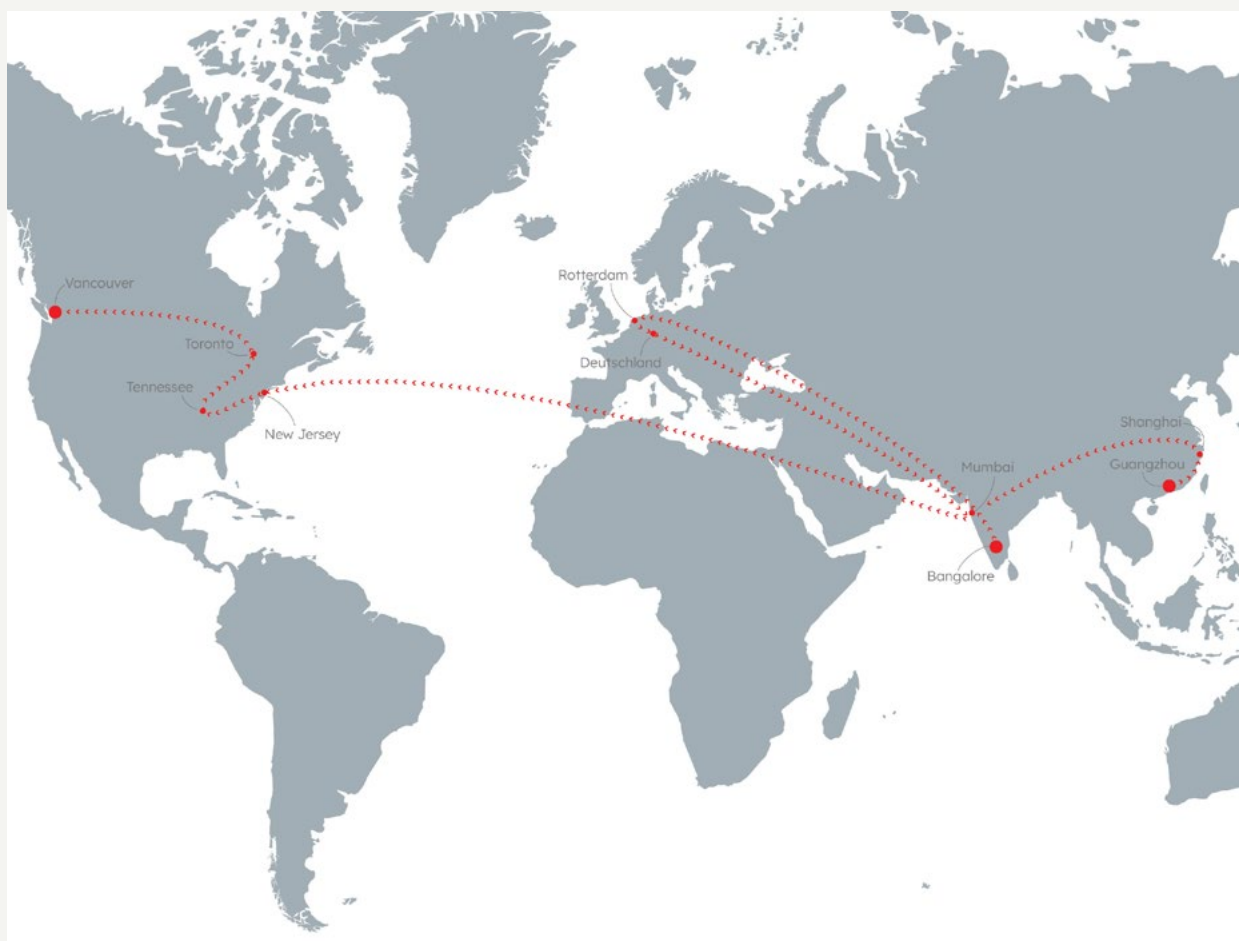 Vancouver
Toronto
Tennessee
New Jersey
Rotterdam
Deutschland
Mumbai
Bangalore
Shanghai
Guangzhou